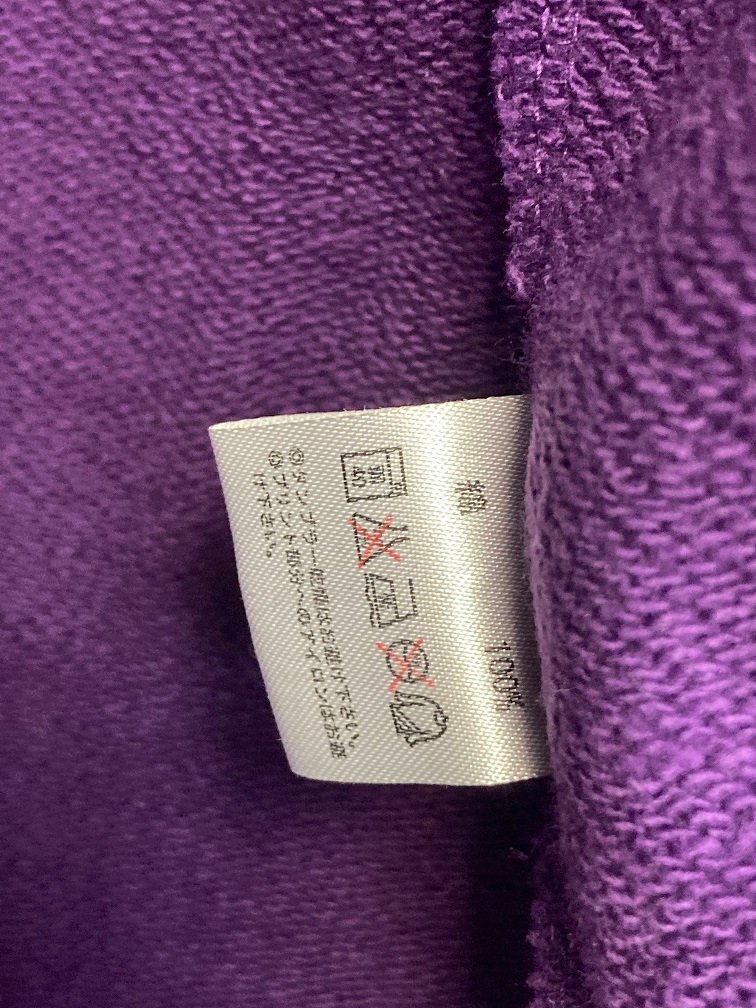 綿 100%
40
◎タンブラー乾燥はお避け下さい。
◎プリント部分へのアイロンはお避
け下さい。